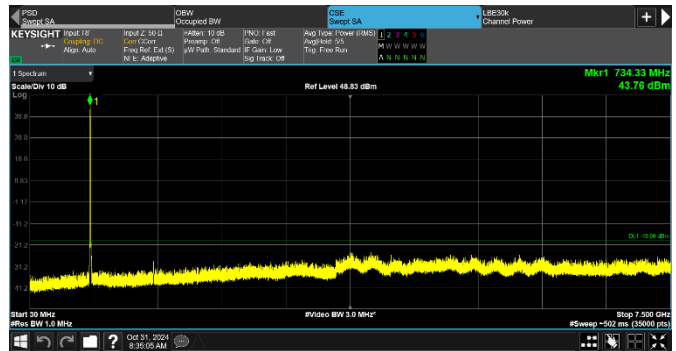 PSD
Swept SA
OBW
Occupied BW
CSE
Swept SA
LBE30k
Channel Power
KEYSIGHT
Input: RF
Coupling: DC
Align: Auto
Input Z: 50 Ω
Corr CCorr
Freq Ref: Ext (S)
NFE: Adaptive
#Atten: 10 dB
Preamp: Off
µW Path: Standard
PNO: Fast
Gate: Off
IF Gain: Low
Sig Track: Off
Avg Type: Power (RMS)
Avg|Hold: 5/5
Trig: Free Run
1 2 3 4 5 6
M W W W W W
A N N N N N
1 Spectrum
Scale/Div 10 dB
Ref Level 48.83 dBm
Mkr1 734.33 MHz
43.76 dBm
Log
1
38.8
28.8
18.8
8.83
-1.17
-11.2
-21.2
-31.2
-41.2
Start 30 MHz
#Res BW 1.0 MHz
#Video BW 3.0 MHz*
Stop 7.500 GHz
#Sweep ~502 ms (35000 pts)
?
Oct 31, 2024
8:35:05 AM